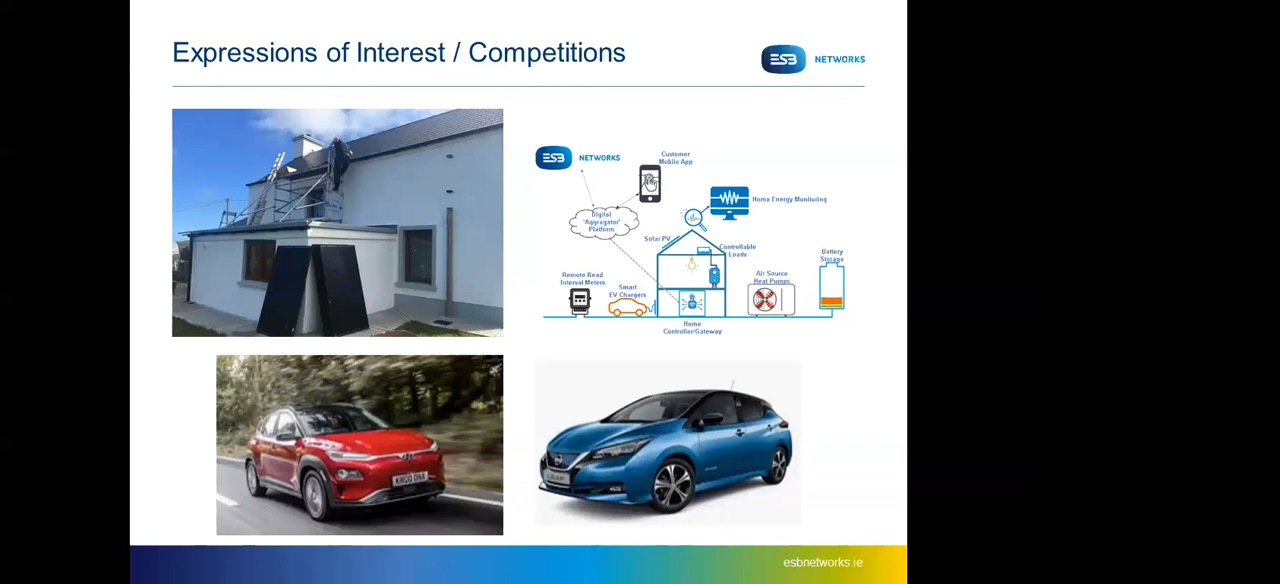 Expressions of Interest / Competitions
ESB NETWORKS
ESB NETWORKS
Customer
Mobile App
Digital
'Aggregator'
Platform
Home Energy Monitoring
Solar PV
Controllable
Loads
Battery
Storage
Remote Read
Interval Meters
Smart
EV Chargers
Air Source
Heat Pumps
Home
Controller/Gateway
LEAF
esbnetworks.ie